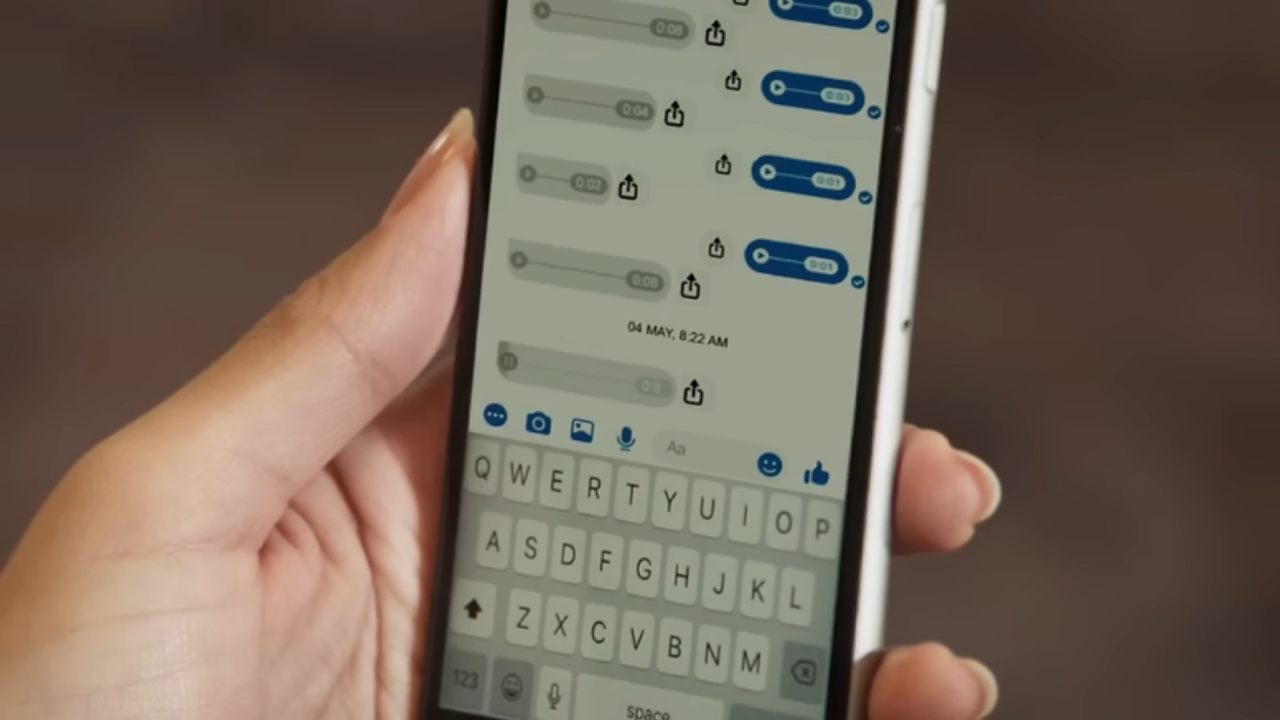 0:03
0:08
0:03
0:04
0:01
0:02
0:01
0:08
04 MAY, 8:22 AM
Aa
Q W E R T Y U I O P
A S D F G H J K L
Z X C V B N M
123 space